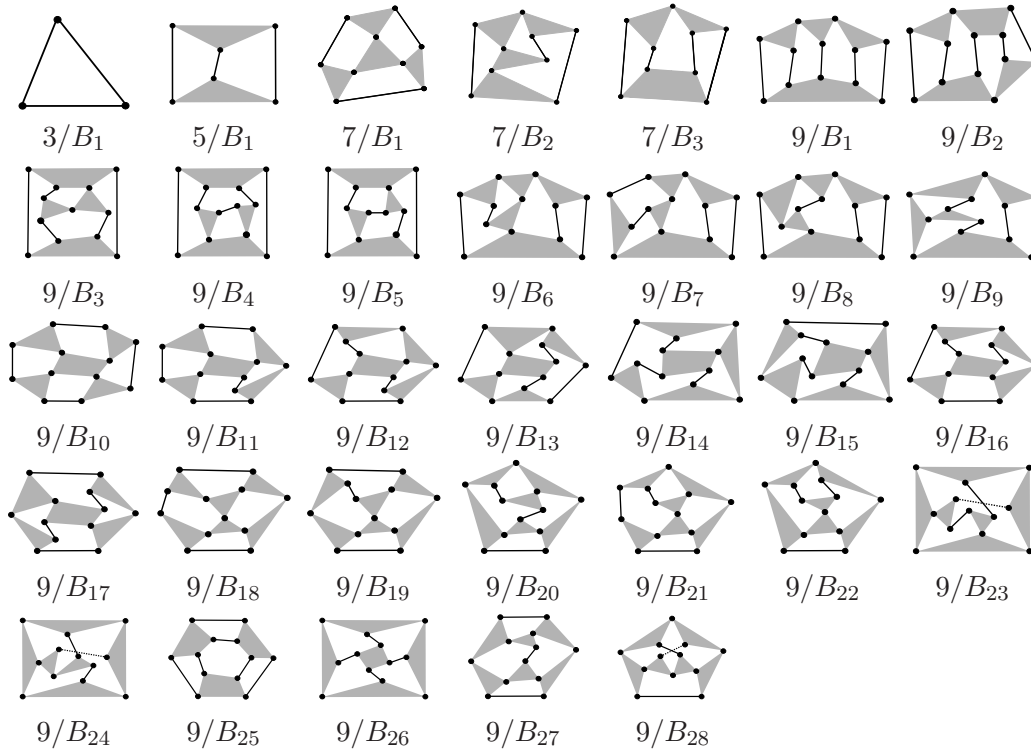 3/B₁ 5/B₁ 7/B₁ 7/B₂ 7/B₃ 9/B₁ 9/B₂
9/B₃ 9/B₄ 9/B₅ 9/B₆ 9/B₇ 9/B₈ 9/B₉
9/B₁₀ 9/B₁₁ 9/B₁₂ 9/B₁₃ 9/B₁₄ 9/B₁₅ 9/B₁₆
9/B₁₇ 9/B₁₈ 9/B₁₉ 9/B₂₀ 9/B₂₁ 9/B₂₂ 9/B₂₃
9/B₂₄ 9/B₂₅ 9/B₂₆ 9/B₂₇ 9/B₂₈